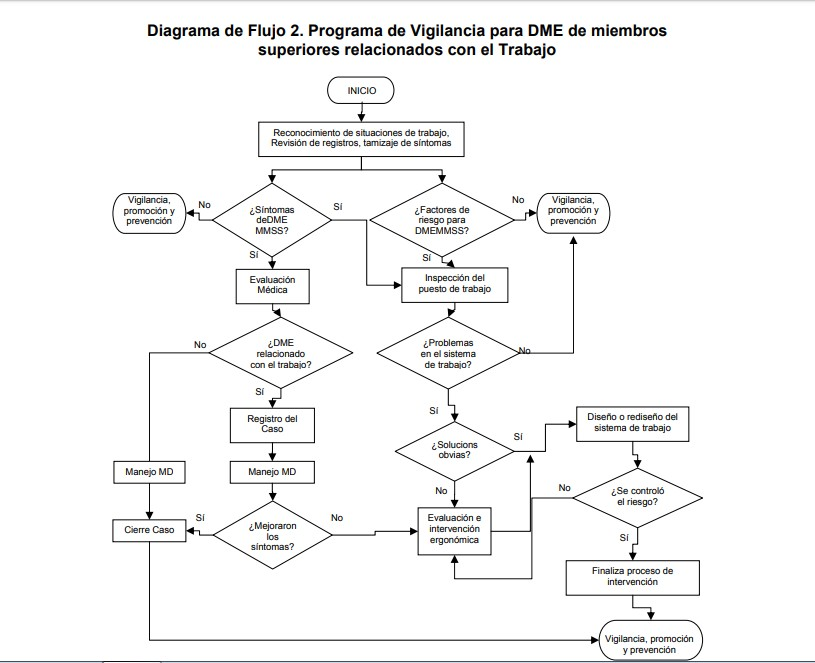 Diagrama de Flujo 2. Programa de Vigilancia para DME de miembros
superiores relacionados con el Trabajo
INICIO
Reconocimiento de situaciones de trabajo,
Revisión de registros, tamizaje de síntomas
Vigilancia,
promoción y
prevención
No
¿Síntomas
deDME
MMSS?
Sí
¿Factores de
riesgo para
DMEMMSS?
No
Vigilancia,
promoción y
prevención
Sí
Sí
Evaluación
Médica
Inspección del
puesto de trabajo
No
¿DME
relacionado
con el trabajo?
¿Problemas
en el sistema
de trabajo?
No
Sí
Sí
Registro del
Caso
¿Solucions
obvias?
Sí
Diseño o rediseño del
sistema de trabajo
Manejo MD
Manejo MD
No
No
¿Se controló
el riesgo?
Cierre Caso
Sí
¿Mejoraron
los
síntomas?
No
Evaluación e
intervención
ergonómica
Sí
Finaliza proceso de
intervención
Vigilancia, promoción
y prevención